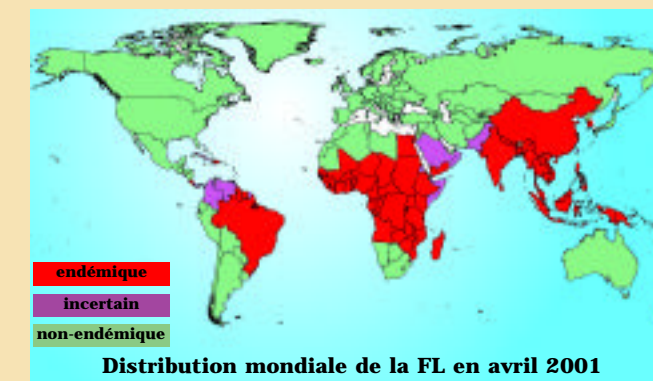 endémique
incertain
non-endémique
Distribution mondiale de la FL en avril 2001